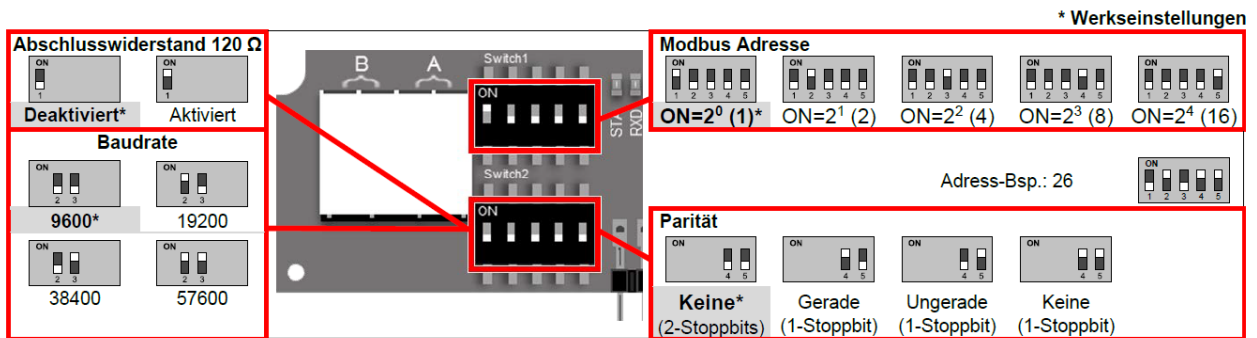 * Werkseinstellungen
Abschlusswiderstand 120 Ω
ON
1
ON
1
Deaktiviert* Aktiviert
Baudrate
ON
2 3
ON
2 3
9600* 19200
ON
2 3
ON
2 3
38400 57600
B A
Switch1
ON
STA
RXD
Switch2
ON
Modbus Adresse
ON
1 2 3 4 5
ON
1 2 3 4 5
ON
1 2 3 4 5
ON
1 2 3 4 5
ON
1 2 3 4 5
ON=2⁰ (1)* ON=2¹ (2) ON=2² (4) ON=2³ (8) ON=2⁴ (16)
Adress-Bsp.: 26
ON
1 2 3 4 5
Parität
ON
4 5
ON
4 5
ON
4 5
ON
4 5
Keine* Gerade Ungerade Keine
(2-Stoppbits) (1-Stoppbit) (1-Stoppbit) (1-Stoppbit)